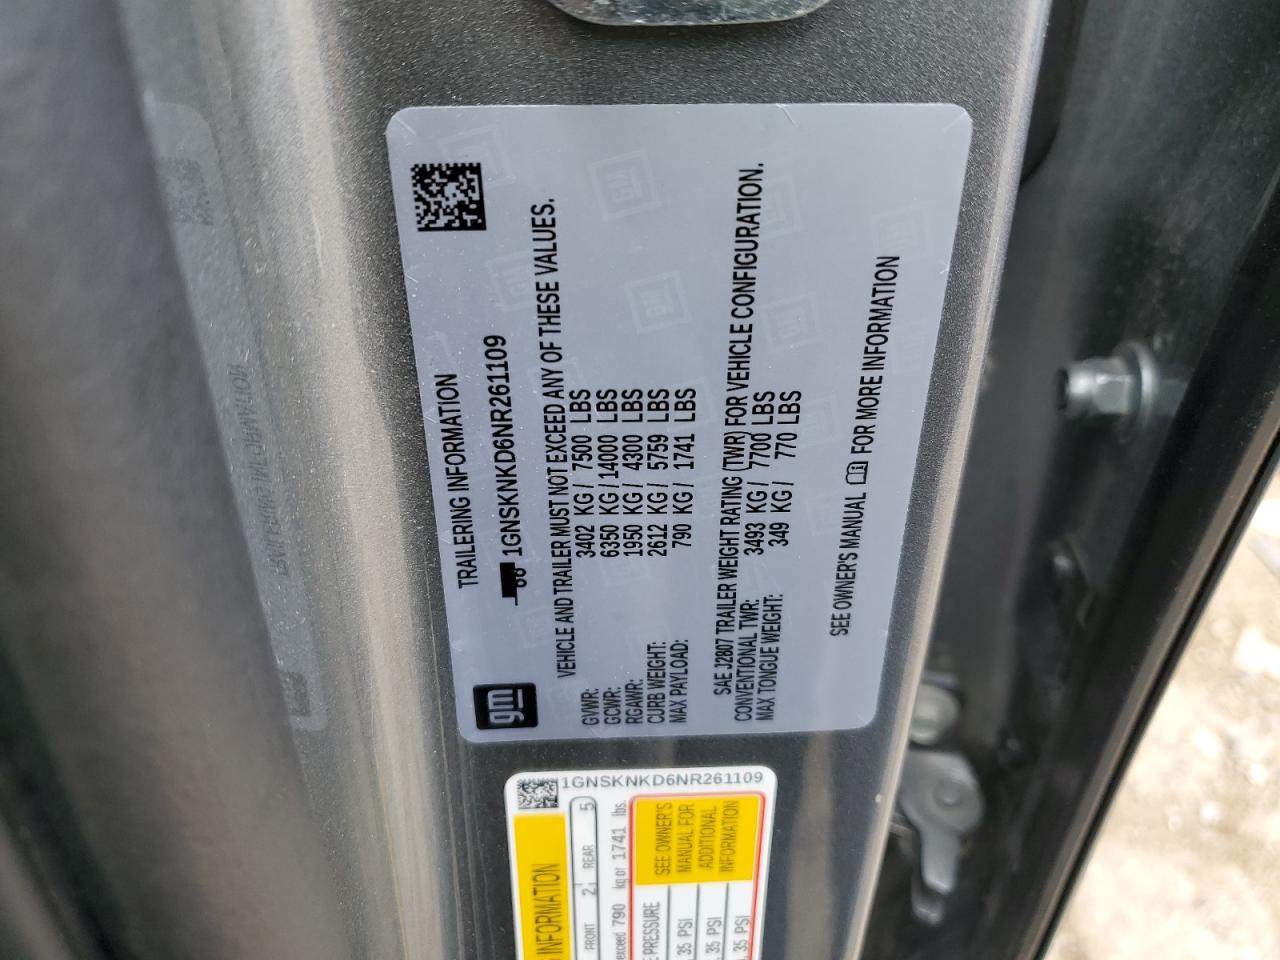 gm
TRAILERING INFORMATION
1GNSKNKD6NR261109
VEHICLE AND TRAILER MUST NOT EXCEED ANY OF THESE VALUES.
GVWR: 3402 KG / 7500 LBS
GCWR: 6350 KG / 14000 LBS
RGAWR: 1950 KG / 4300 LBS
CURB WEIGHT: 2612 KG / 5759 LBS
MAX PAYLOAD: 790 KG / 1741 LBS
SAE J2807 TRAILER WEIGHT RATING (TWR) FOR VEHICLE CONFIGURATION.
CONVENTIONAL TWR: 3493 KG / 7700 LBS
MAX TONGUE WEIGHT: 349 KG / 770 LBS
SEE OWNER'S MANUAL FOR MORE INFORMATION
1GNSKNKD6NR261109
INFORMATION
FRONT 2 REAR 5
exceed 790 kg or 1741 lbs.
E PRESSURE
, 35 PSI
, 35 PSI
, 35 PSI
SEE OWNER'S
MANUAL FOR
ADDITIONAL
INFORMATION